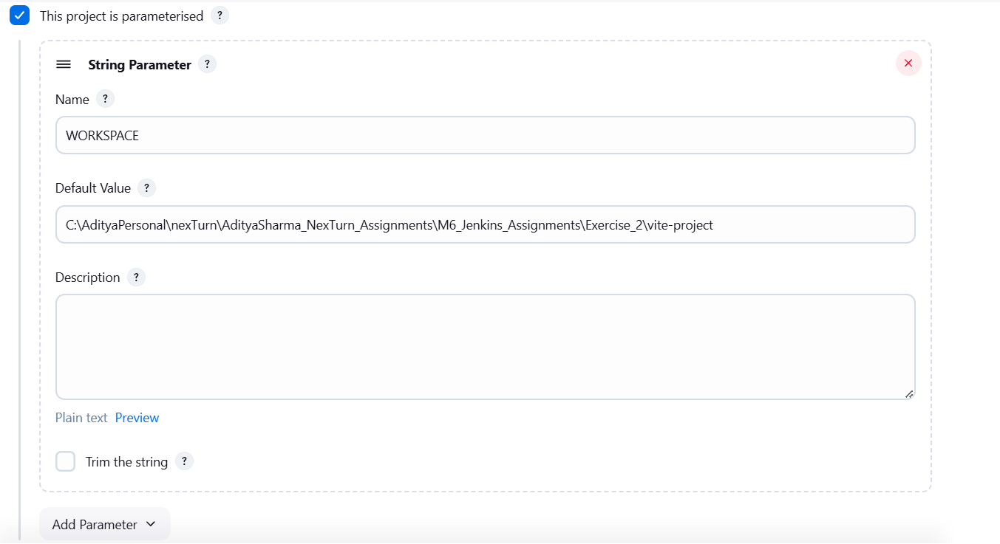 This project is parameterised ?
String Parameter ?
Name ?
WORKSPACE
Default Value ?
C:\AdityaPersonal\nexTurn\AdityaSharma_NexTurn_Assignments\M6_Jenkins_Assignments\Exercise_2\vite-project
Description ?
Plain text Preview
Trim the string ?
Add Parameter